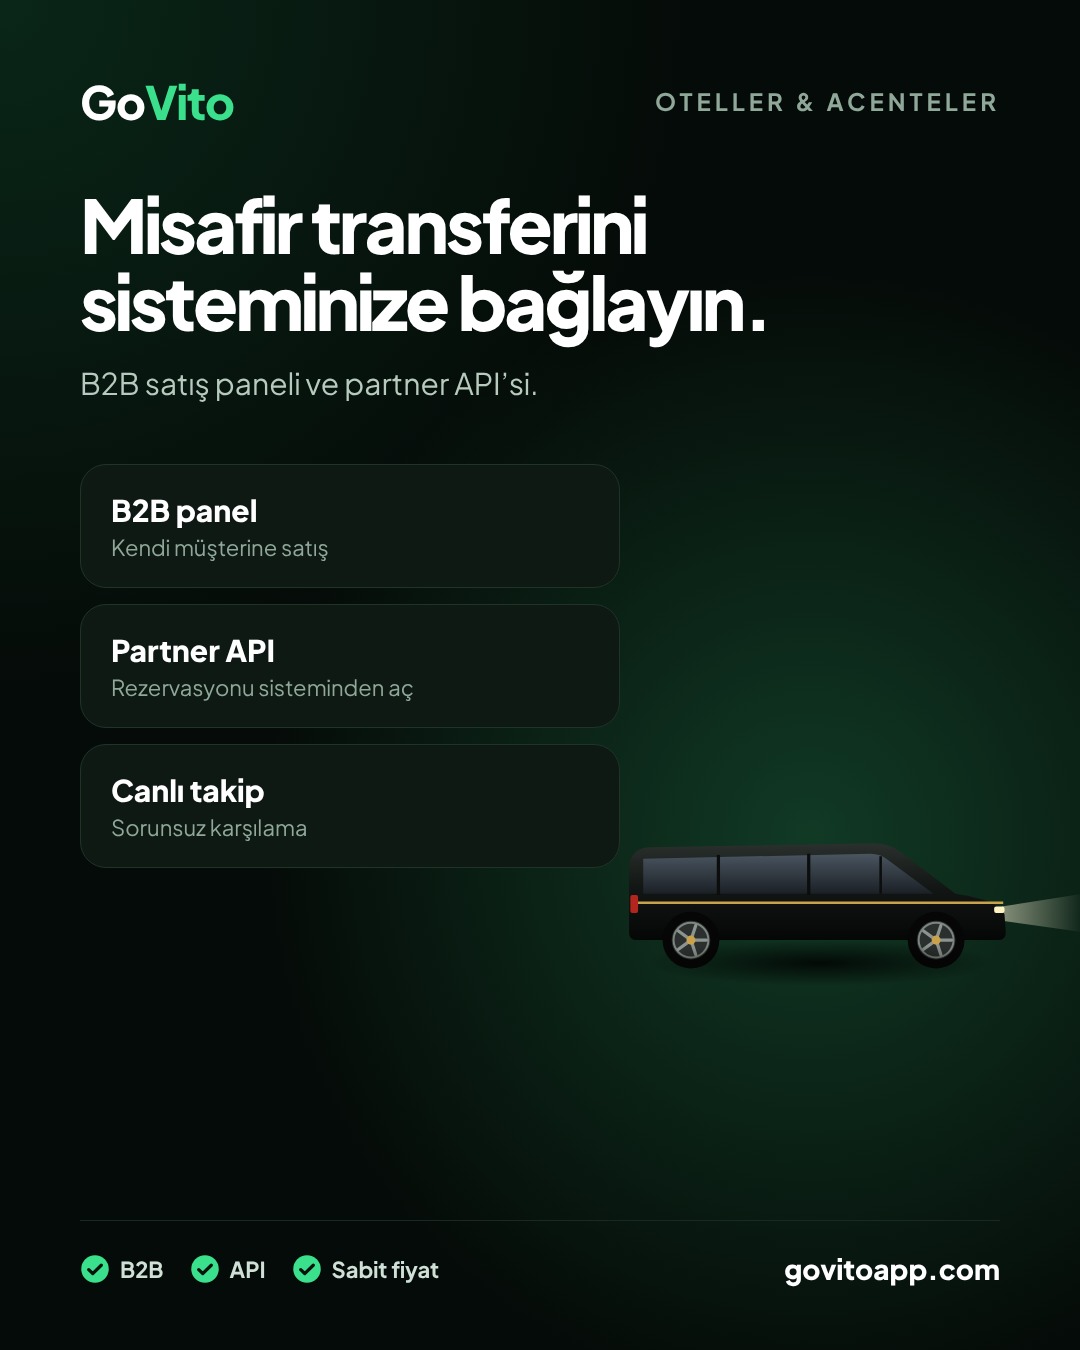 GoVito
OTELLER & ACENTELER
Misafir transferini
sisteminize bağlayın.
B2B satış paneli ve partner API’si.
B2B panel
Kendi müşterine satış
Partner API
Rezervasyonu sisteminden aç
Canlı takip
Sorunsuz karşılama
B2B
API
Sabit fiyat
govitoapp.com